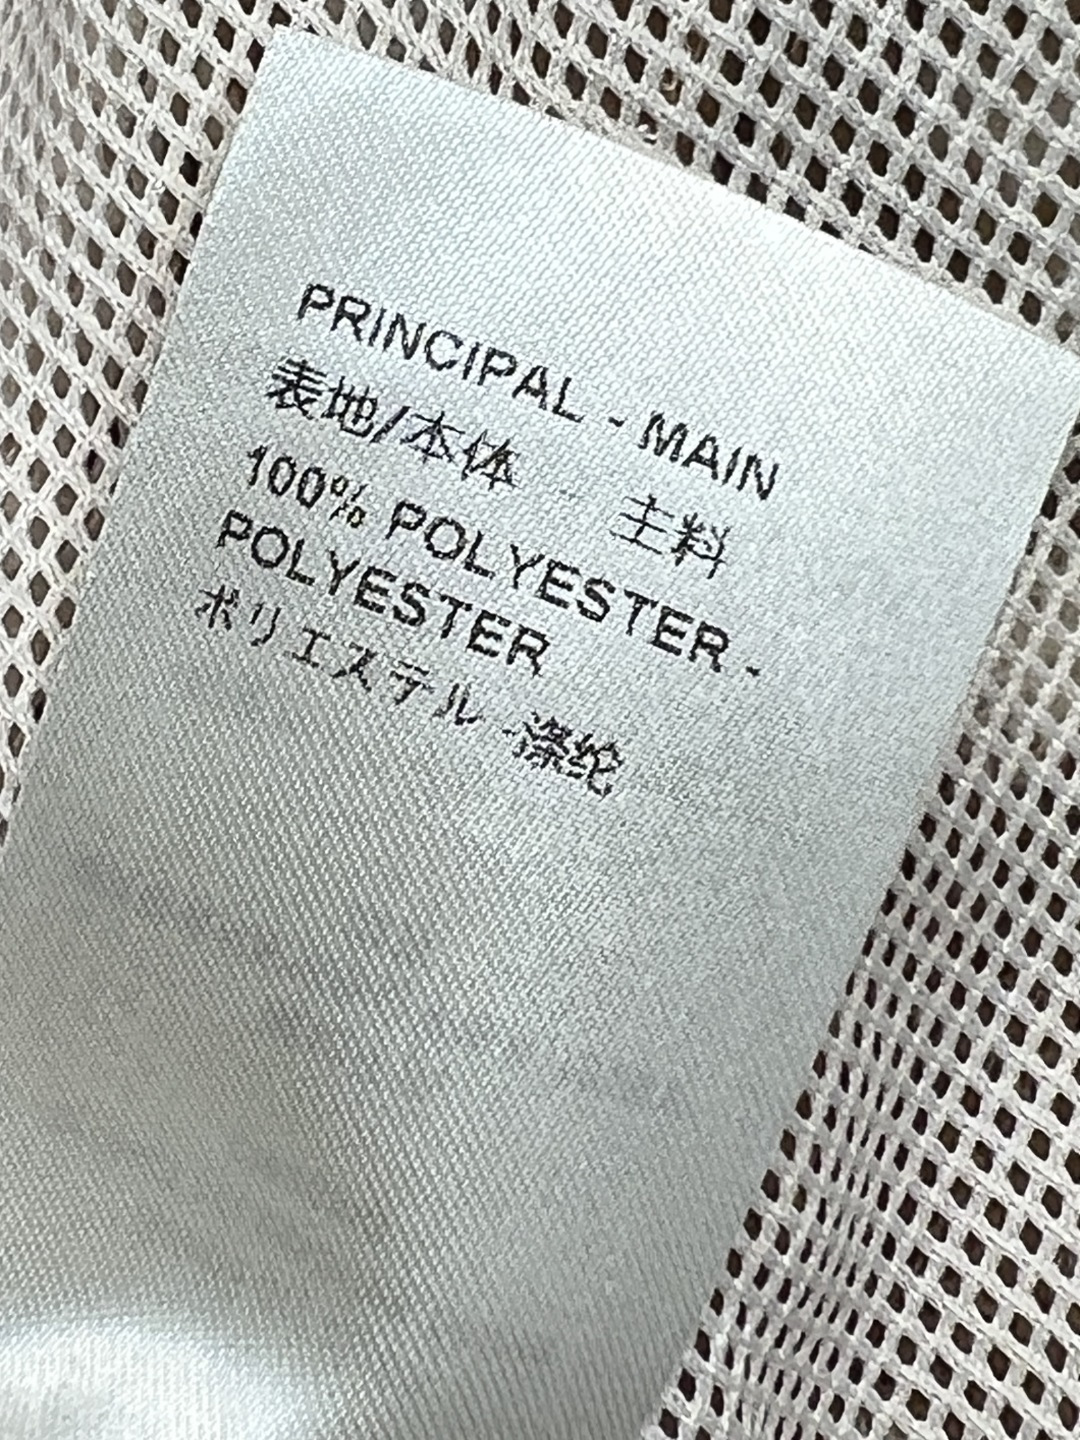 PRINCIPAL - MAIN
表地/本体 - 主料
100% POLYESTER -
POLYESTER
ポリエステル -涤纶